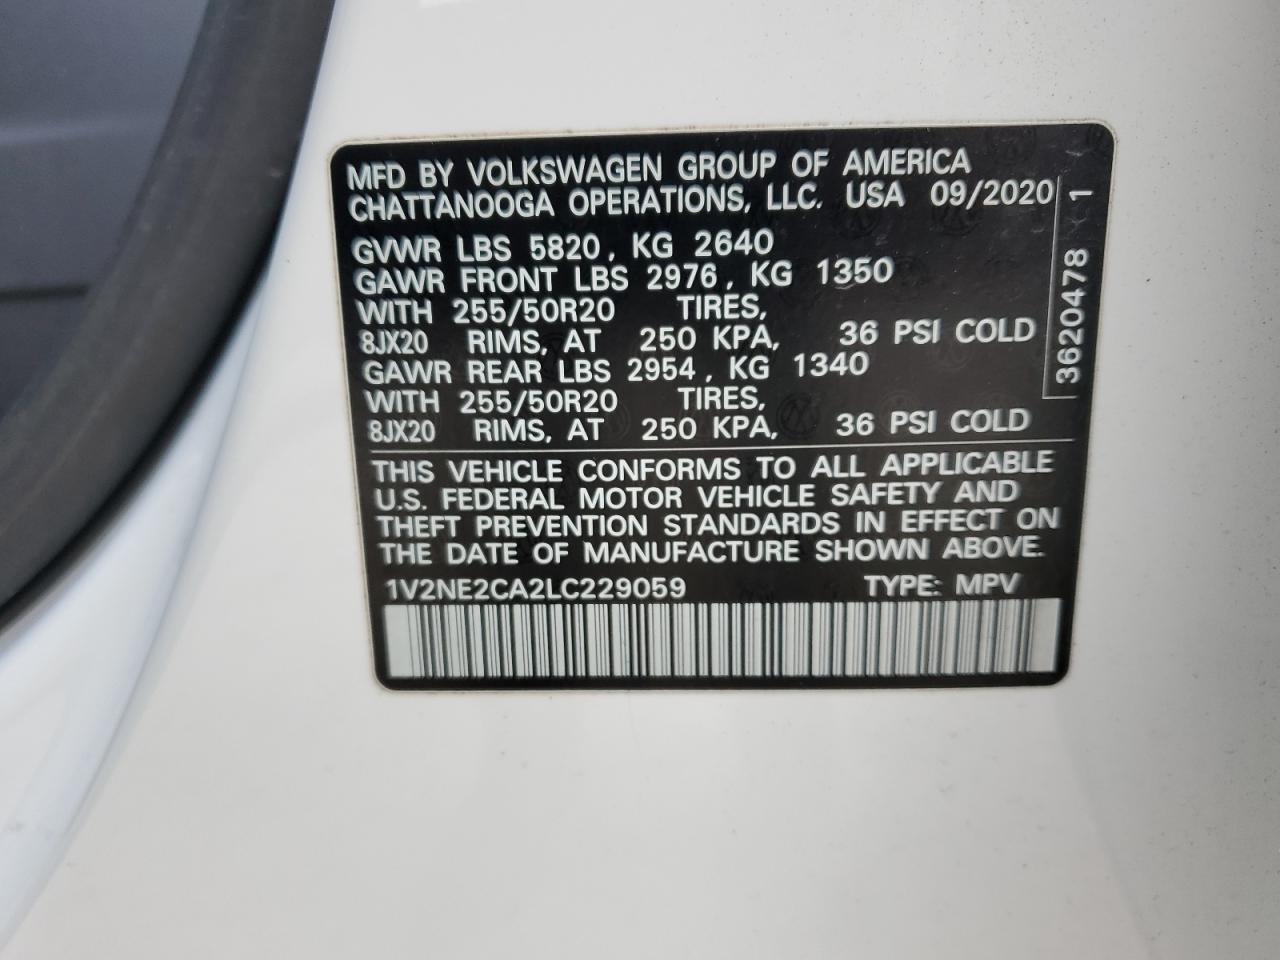 MFD BY VOLKSWAGEN GROUP OF AMERICA
CHATTANOOGA OPERATIONS, LLC. USA 09/2020
GVWR LBS 5820, KG 2640
GAWR FRONT LBS 2976, KG 1350
WITH 255/50R20 TIRES,
8JX20 RIMS, AT 250 KPA, 36 PSI COLD
GAWR REAR LBS 2954, KG 1340
WITH 255/50R20 TIRES,
8JX20 RIMS, AT 250 KPA, 36 PSI COLD
THIS VEHICLE CONFORMS TO ALL APPLICABLE
U.S. FEDERAL MOTOR VEHICLE SAFETY AND
THEFT PREVENTION STANDARDS IN EFFECT ON
THE DATE OF MANUFACTURE SHOWN ABOVE.
1V2NE2CA2LC229059 TYPE: MPV
3620478 1